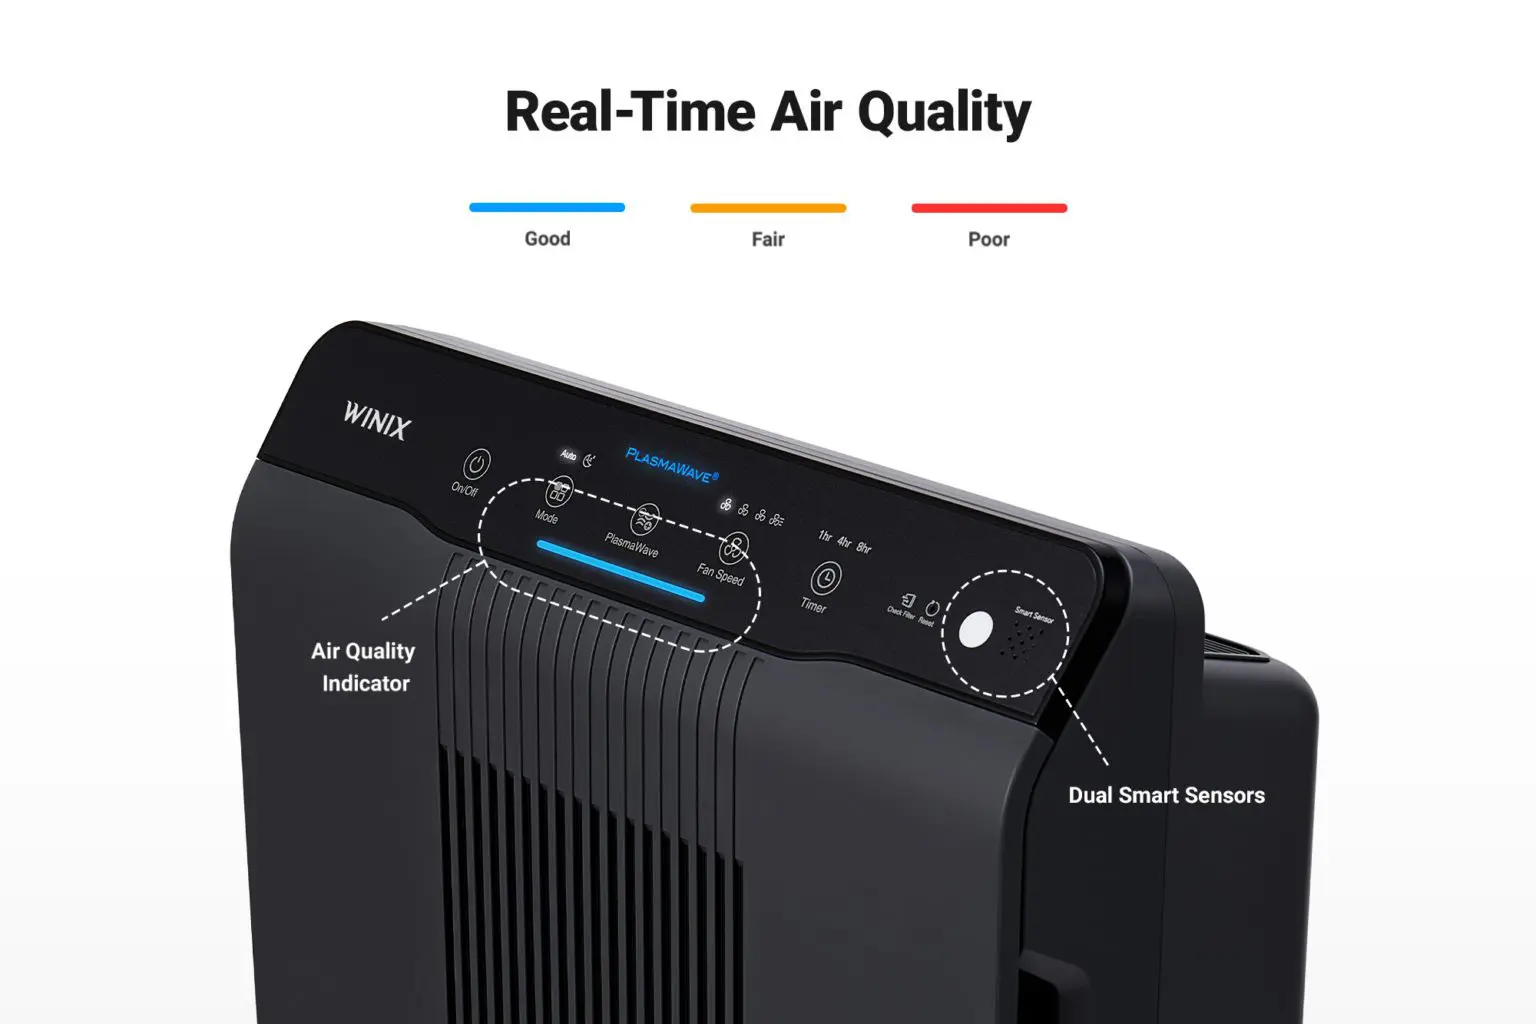 Real-Time Air Quality
Good
Fair
Poor
WINIX
On/Off
Auto
PLASMAWAVE®
Mode
PlasmaWave
Fan Speed
1hr 4hr 8hr
Timer
Check Filter
Reset
Smart Sensor
Air Quality
Indicator
Dual Smart Sensors